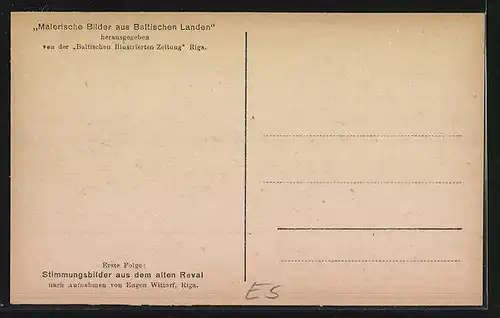 „Malerische Bilder aus Baltischen Landen"
herausgegeben
von der „Baltischen Illustrierten Zeitung" Riga.
Erste Folge:
Stimmungsbilder aus dem alten Reval
nach Aufnahmen von Eugen Wittorf, Riga.
ES